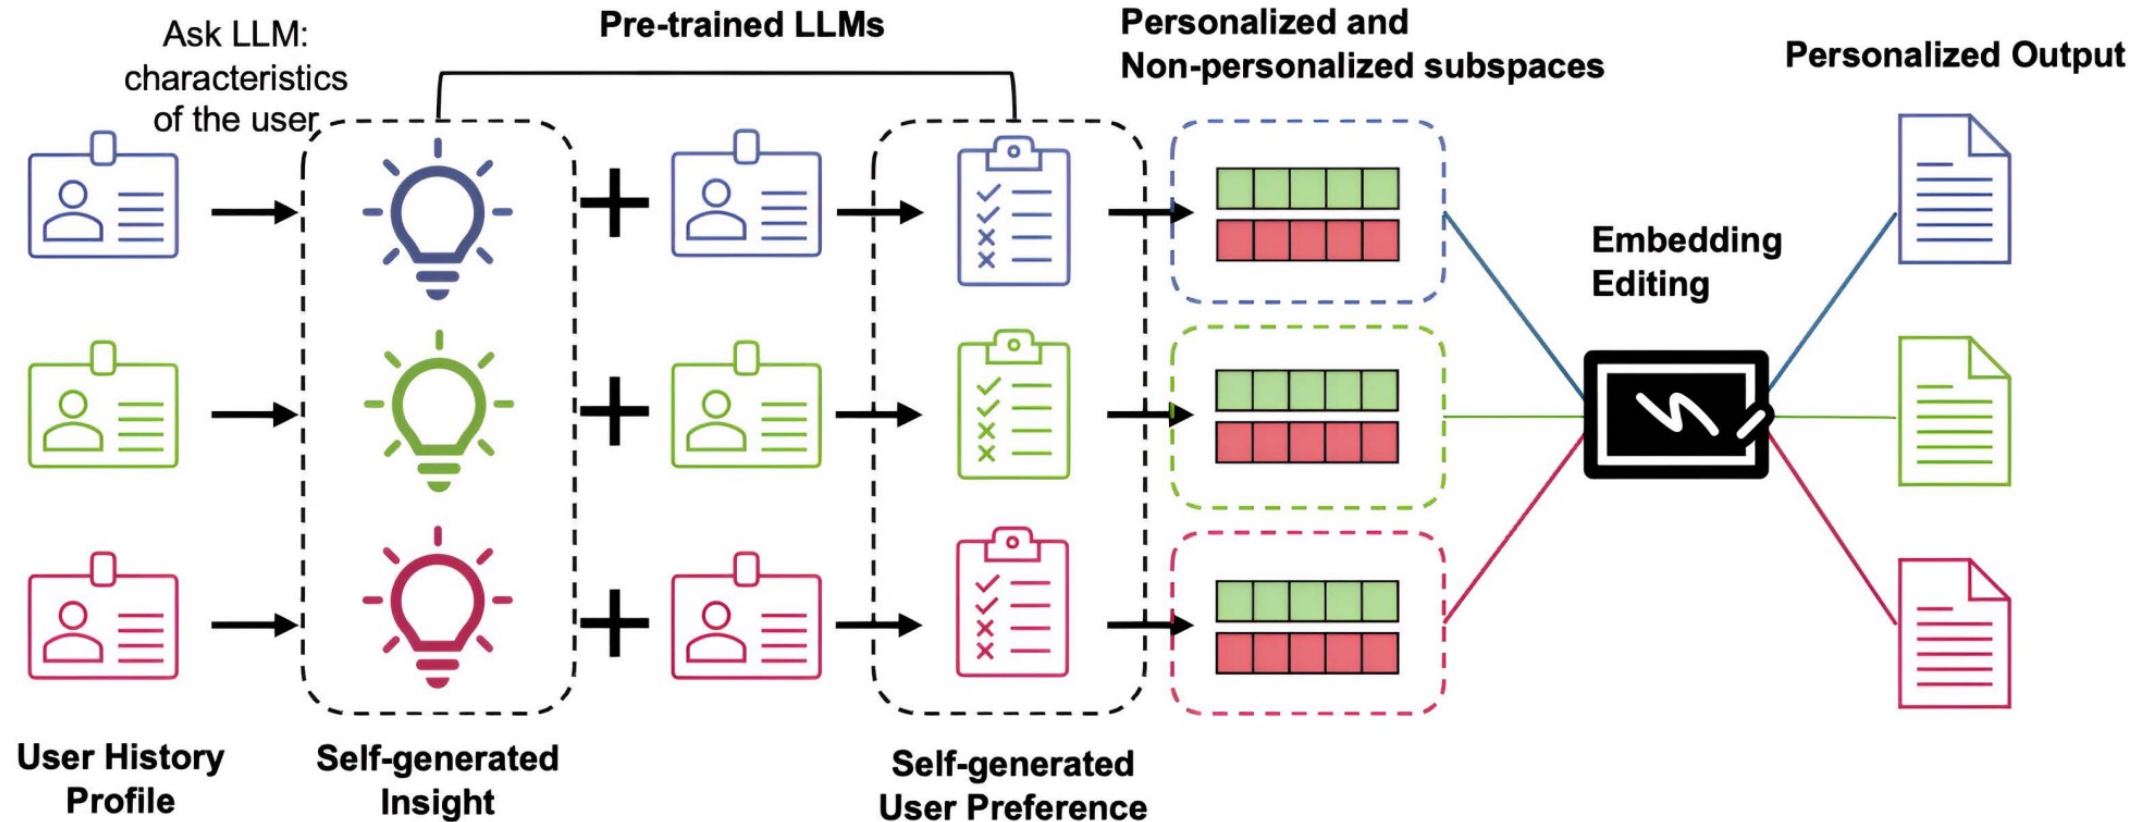 Ask LLM:
characteristics
of the user
Pre-trained LLMs
Personalized and
Non-personalized subspaces
Personalized Output
Embedding
Editing
User History
Profile
Self-generated
Insight
Self-generated
User Preference